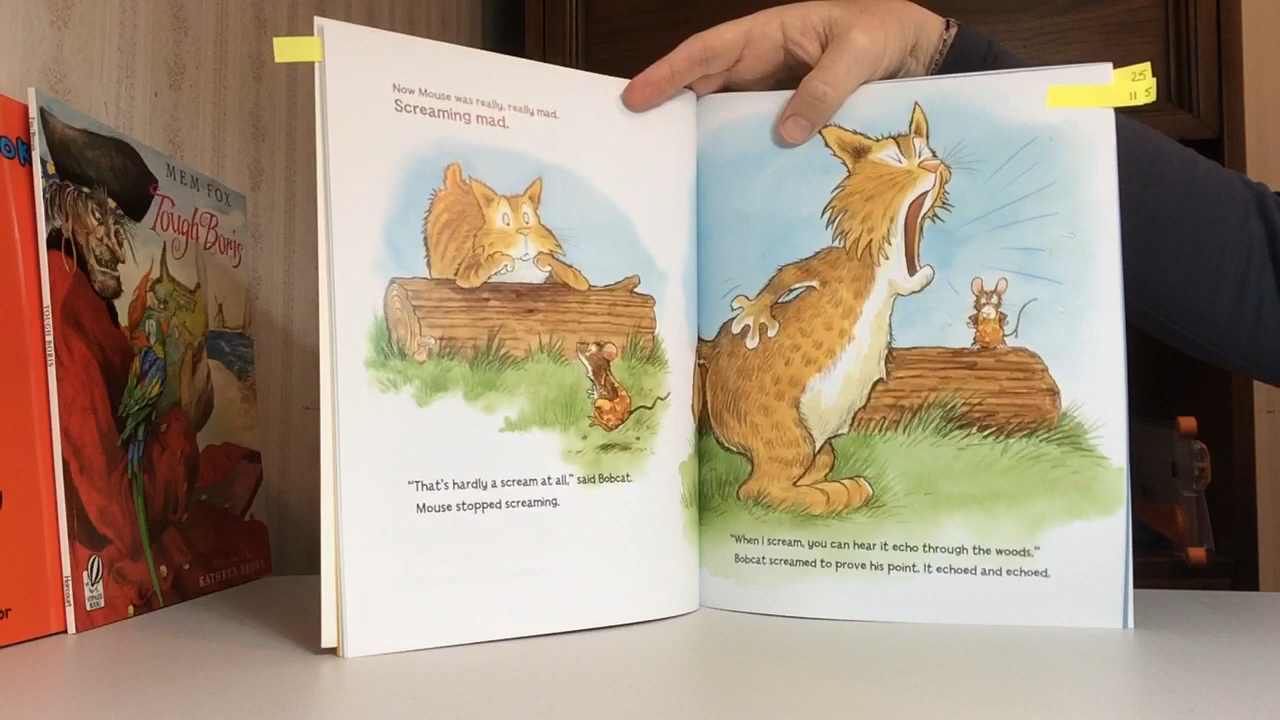 MEM FOX
Tough Boris
KATHRYN BROWN
TOUGH BORIS
Harcourt
Now Mouse was really, really mad.
Screaming mad.
"That's hardly a scream at all," said Bobcat.
Mouse stopped screaming.
"When I scream, you can hear it echo through the woods."
Bobcat screamed to prove his point. It echoed and echoed.
25
11 5